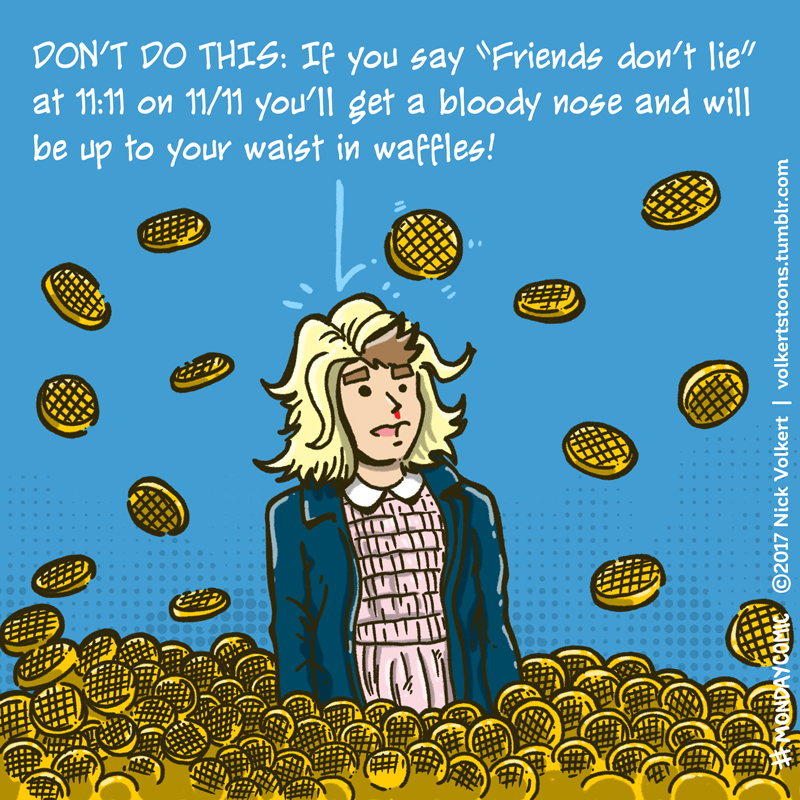 DON'T DO THIS: If you say "Friends don't lie"
at 11:11 on 11/11 you'll get a bloody nose and will
be up to your waist in waffles!
#MONDAYCOMIC ©2017 Nick Volkert | volkertstoons.tumblr.com